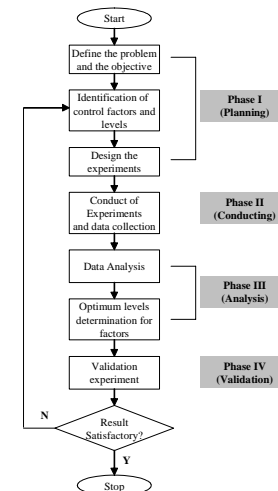 Start
Define the problem
and the objective
Identification of
control factors and
levels
Phase I
(Planning)
Design the
experiments
Conduct of
Experiments
and data collection
Phase II
(Conducting)
Data Analysis
Phase III
(Analysis)
Optimum levels
determination for
factors
Validation
experiment
Phase IV
(Validation)
N
Result
Satisfactory?
Y
Stop